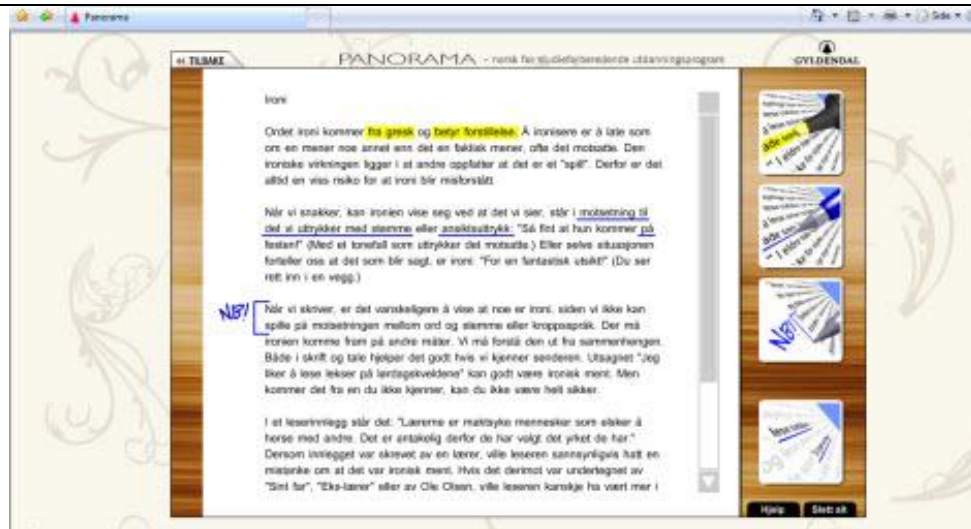 Panorama
Side
« TILBAKE
PANORAMA - norsk for studieforberedende utdanningsprogram
GYLDENDAL
Ironi
Ordet ironi kommer fra gresk og betyr forstillelse. Å ironisere er å late som
om en mener noe annet enn det en faktisk mener, ofte det motsatte. Den
ironiske virkningen ligger i at andre oppfatter at det er et "spill". Derfor er det
alltid en viss risiko for at ironi blir misforstått.
Når vi snakker, kan ironien vise seg ved at det vi sier, står i motsetning til
det vi uttrykker med stemme eller ansiktsuttrykk: "Så fint at hun kommer på
festen!" (Med et tonefall som uttrykker det motsatte.) Eller selve situasjonen
forteller oss at det som blir sagt, er ironi: "For en fantastisk utsikt!" (Du ser
rett inn i en vegg.)
NB!
Når vi skriver, er det vanskeligere å vise at noe er ironi, siden vi ikke kan
spille på motsetningen mellom ord og stemme eller kroppsspråk. Der må
ironien komme fram på andre måter. Vi må forstå den ut fra sammenhengen.
Både i skrift og tale hjelper det godt hvis vi kjenner senderen. Utsagnet "Jeg
liker å lese lekser på lørdagskveldene" kan godt være ironisk ment. Men
kommer det fra en du ikke kjenner, kan du ikke være helt sikker.
I et leserinnlegg står det: "Lærerne er maktsyke mennesker som elsker å
herse med andre. Det er antakelig derfor de har valgt det yrket de har."
Dersom innlegget var skrevet av en lærer, ville leseren sannsynligvis hatt en
mistanke om at det var ironisk ment. Hvis det derimot var undertegnet av
"Sint far", "Eks-lærer" eller av Ole Olsen, ville leseren kanskje ha vært mer i
NB!
Hjelp
Slett alt